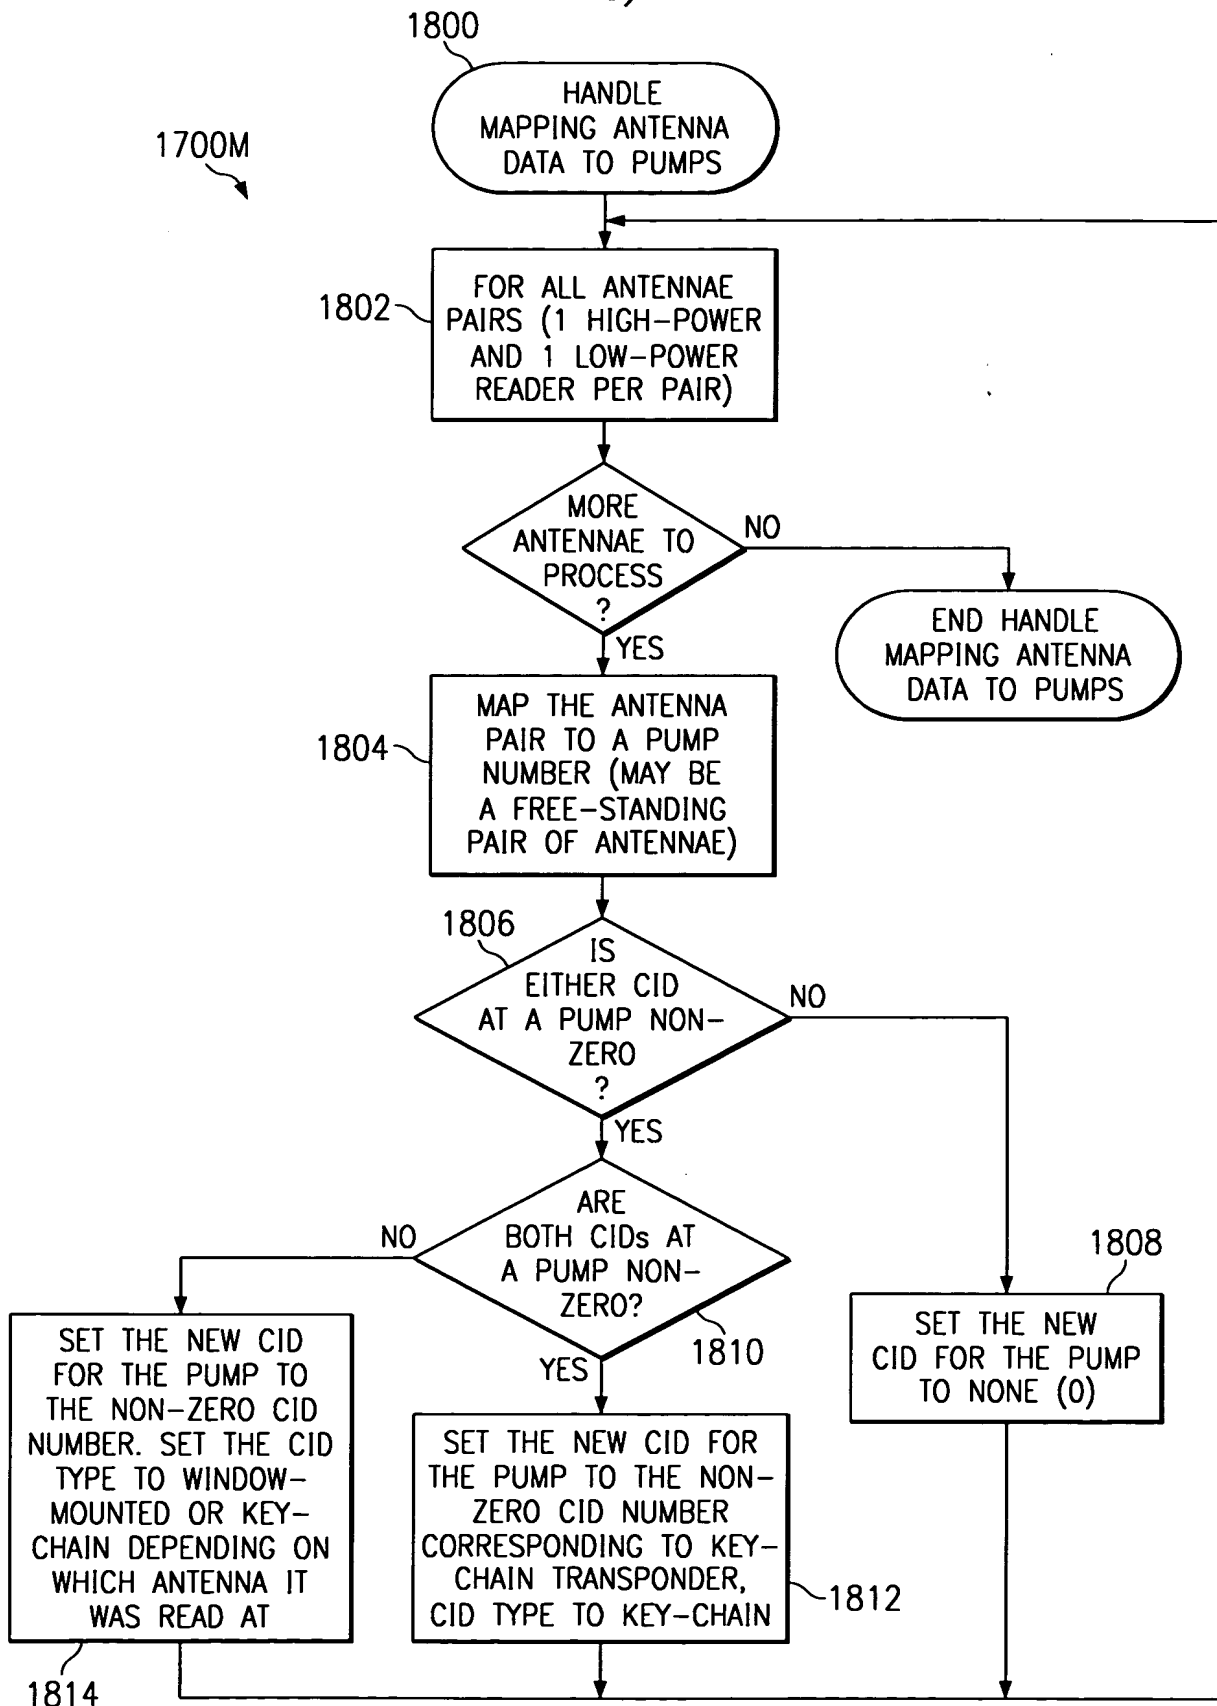 1800
HANDLE
MAPPING ANTENNA
DATA TO PUMPS
1700M
1802
FOR ALL ANTENNAE
PAIRS (1 HIGH-POWER
AND 1 LOW-POWER
READER PER PAIR)
MORE
ANTENNAE TO
PROCESS
?
NO
YES
END HANDLE
MAPPING ANTENNA
DATA TO PUMPS
1804
MAP THE ANTENNA
PAIR TO A PUMP
NUMBER (MAY BE
A FREE-STANDING
PAIR OF ANTENNAE)
1806
IS
EITHER CID
AT A PUMP NON-
ZERO
?
NO
YES
ARE
BOTH CIDs AT
A PUMP NON-
ZERO?
NO
YES
1810
1808
SET THE NEW
CID FOR THE PUMP
TO NONE (0)
SET THE NEW CID
FOR THE PUMP TO
THE NON-ZERO CID
NUMBER. SET THE CID
TYPE TO WINDOW-
MOUNTED OR KEY-
CHAIN DEPENDING ON
WHICH ANTENNA IT
WAS READ AT
1814
SET THE NEW CID FOR
THE PUMP TO THE NON-
ZERO CID NUMBER
CORRESPONDING TO KEY-
CHAIN TRANSPONDER,
CID TYPE TO KEY-CHAIN
1812